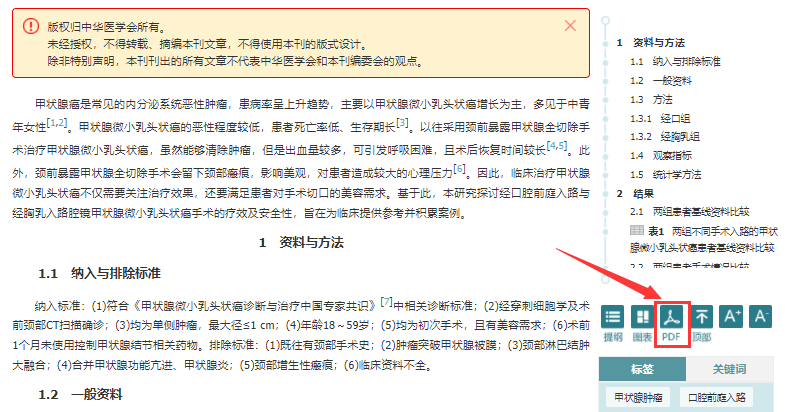 版权归中华医学会所有。
未经授权，不得转载、摘编本刊文章，不得使用本刊的版式设计。
除非特别声明，本刊刊出的所有文章不代表中华医学会和本刊编委会的观点。
甲状腺癌是常见的内分泌系统恶性肿瘤，患病率呈上升趋势，主要以甲状腺微小乳头状癌增长为主，多见于中青
年女性[1,2]。甲状腺微小乳头状癌的恶性程度较低，患者死亡率低、生存期长[3]。以往采用颈前暴露甲状腺全切除手
术治疗甲状腺微小乳头状癌，虽然能够清除肿瘤，但是出血量较多，可引发呼吸困难，且术后恢复时间较长[4,5]。此
外，颈前暴露甲状腺全切除手术会留下颈部瘢痕，影响美观，对患者造成较大的心理压力[6]。因此，临床治疗甲状腺癌
微小乳头状癌不仅需要关注治疗效果，还要满足患者对手术切口的美容需求。基于此，本研究探讨经口腔前庭入路与
经胸乳入路腔镜甲状腺微小乳头状癌手术的疗效及安全性，旨在为临床提供参考并积累案例。
1 资料与方法
1.1 纳入与排除标准
纳入标准：(1)符合《甲状腺微小乳头状癌诊断与治疗中国专家共识》[7]中相关诊断标准；(2)经穿刺细胞学及术
前颈部CT扫描确诊；(3)均为单侧肿瘤，最大径≤1 cm；(4)年龄18～59岁；(5)均为初次手术，且有美容需求；(6)术前
1个月未使用控制甲状腺结节相关药物。排除标准：(1)既往有颈部手术史；(2)肿瘤突破甲状腺被膜；(3)颈部淋巴结肿
大融合；(4)合并甲状腺功能亢进、甲状腺炎；(5)颈部增生性瘢痕；(6)临床资料不全。
1.2 一般资料
1 资料与方法
1.1 纳入与排除标准
1.2 一般资料
1.3 方法
1.3.1 经口组
1.3.2 经胸乳组
1.4 观察指标
1.5 统计学方法
2 结果
2.1 两组患者基线资料比较
表1 两组不同手术入路的甲状
腺微小乳头状癌患者基线资料比较
2.2 两组患者手术情况比较
A+ A-
提纲 图表 PDF 顶部
标签 关键词
甲状腺肿瘤 口腔前庭入路